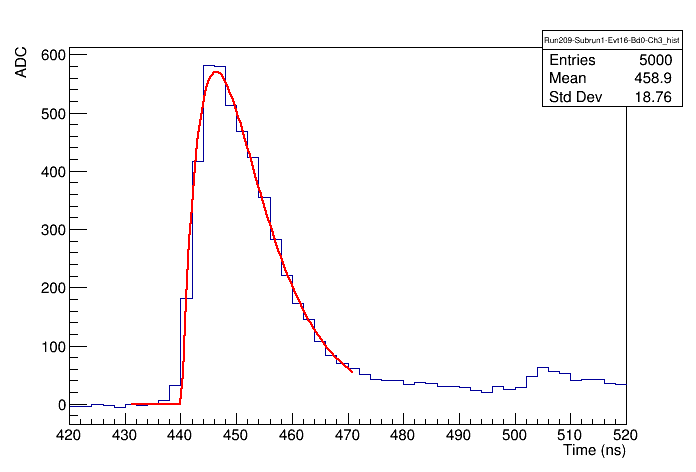 Run209-Subrun1-Evt16-Bd0-Ch3_hist
Entries 5000
Mean 458.9
Std Dev 18.76
ADC
600
500
400
300
200
100
0
420 430 440 450 460 470 480 490 500 510 520
Time (ns)